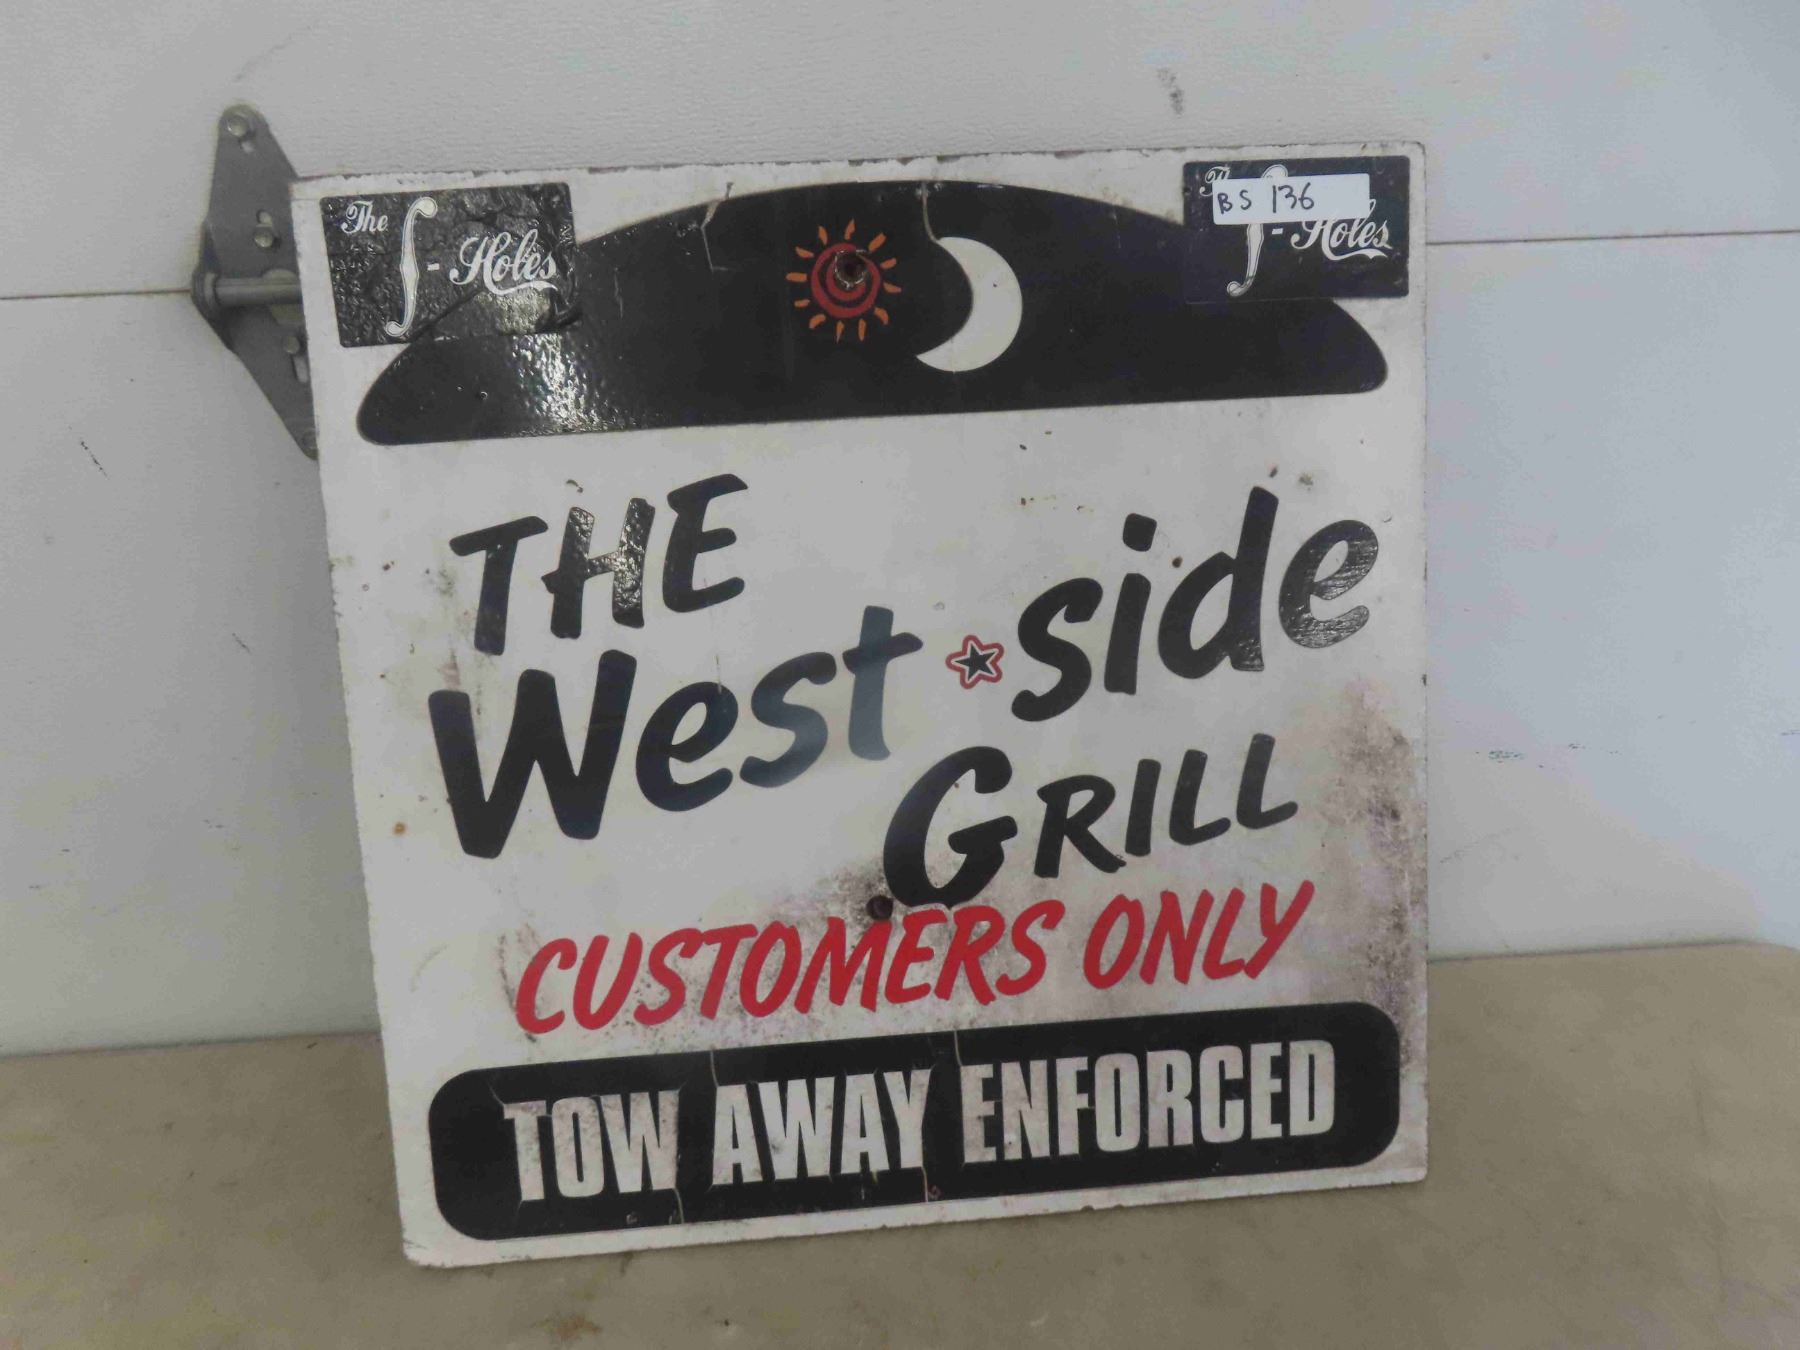 The ʃ-Holes
BS 136
ʃ-Holes
THE
West side
GRILL
CUSTOMERS ONLY
TOW AWAY ENFORCED